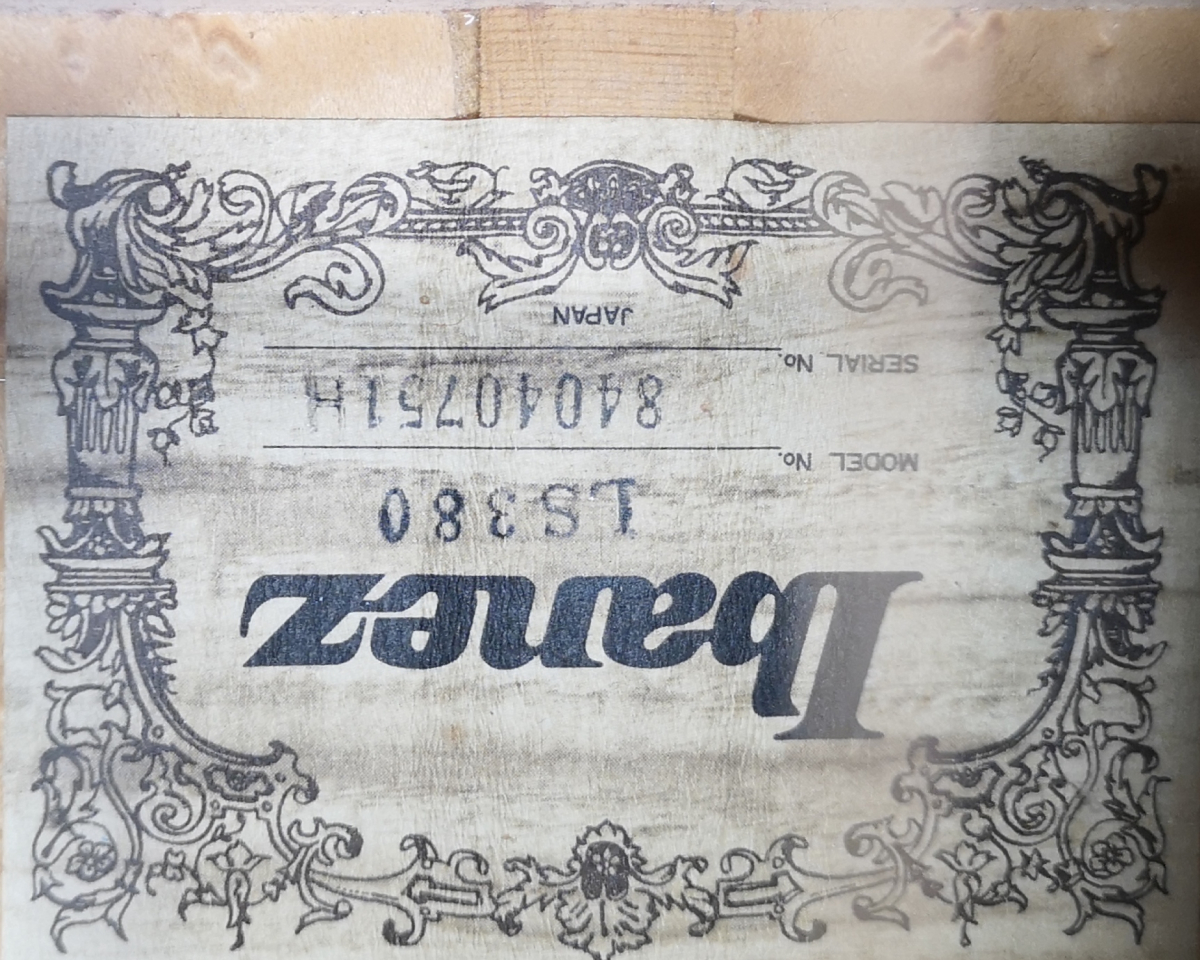 Ibanez
MODEL No. LS380
SERIAL No. 84040751H
JAPAN